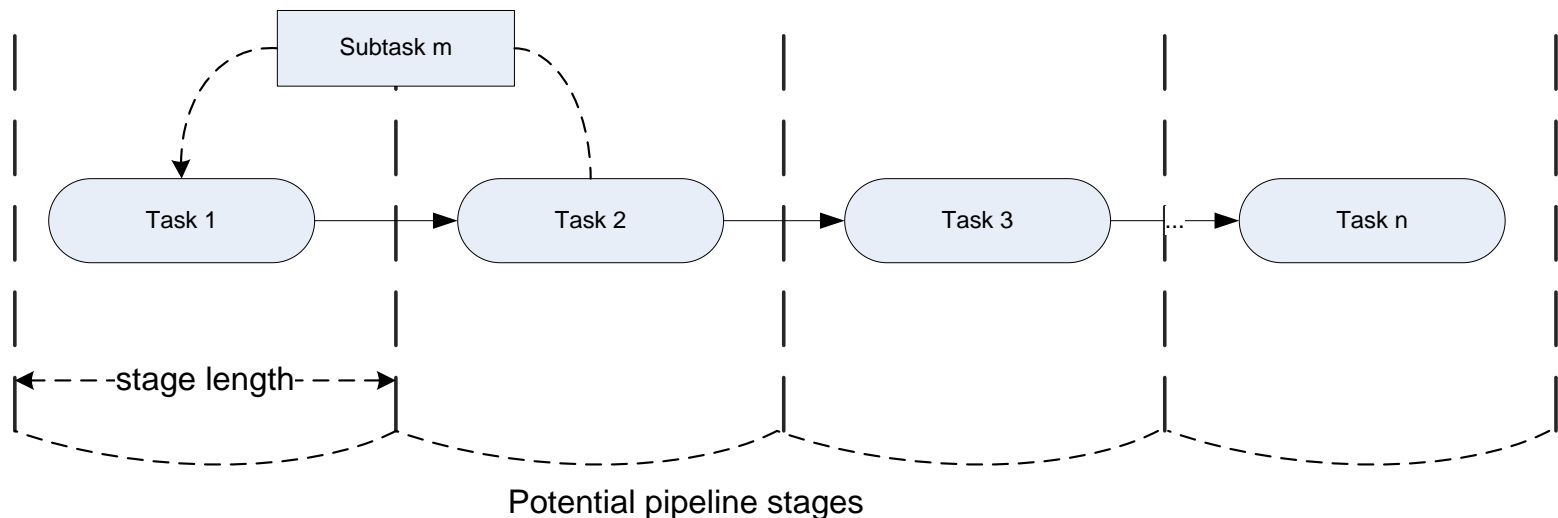 Subtask m
Task 1
Task 2
Task 3
...
Task n
stage length
Potential pipeline stages